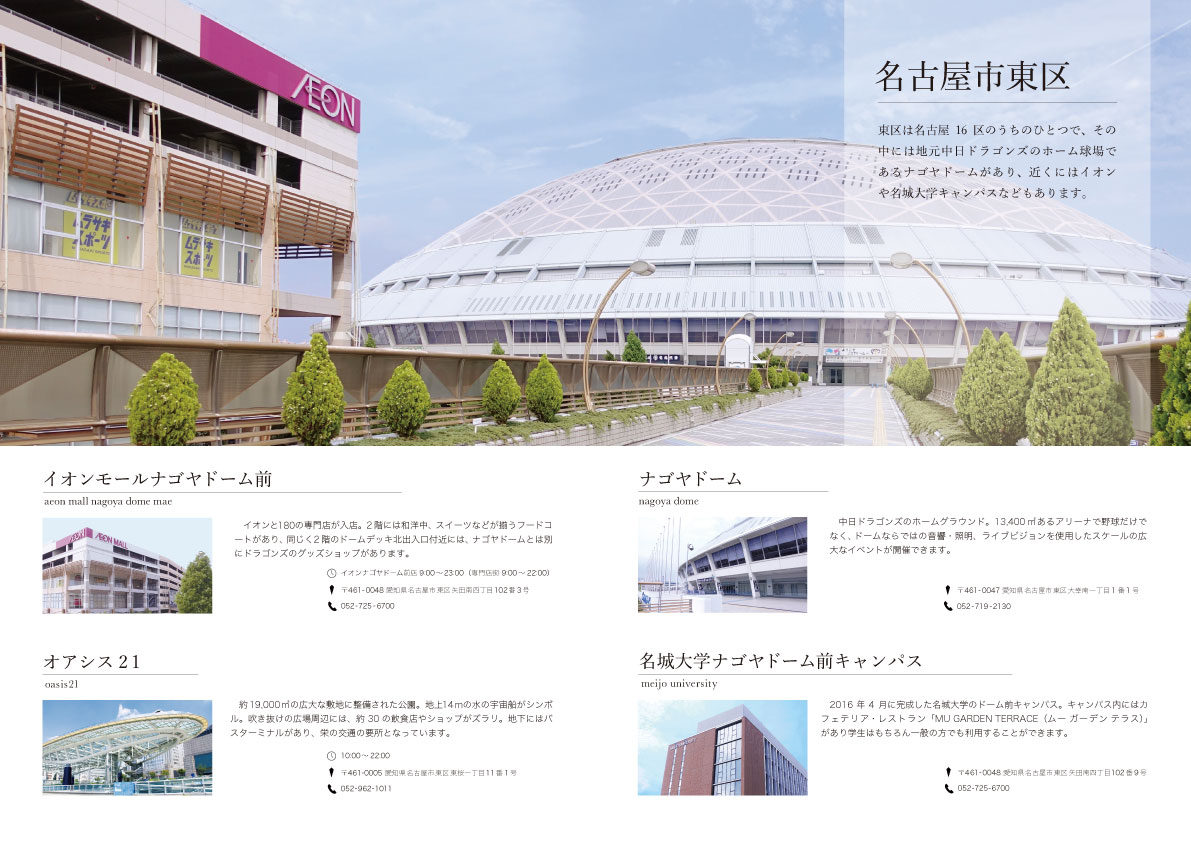 ÆON
ムラサキ
スポーツ
ムラサキ
スポーツ
名古屋市東区
東区は名古屋 16 区のうちのひとつで、その
中には地元中日ドラゴンズのホーム球場で
あるナゴヤドームがあり、近くにはイオン
や名城大学キャンパスなどもあります。
イオンモールナゴヤドーム前
aeon mall nagoya dome mae
ÆON MALL
イオンと180の専門店が入店。2階には和洋中、スイーツなどが揃うフードコ
ートがあり、同じく2階のドームデッキ北出入口付近には、ナゴヤドームとは別
にドラゴンズのグッズショップがあります。
イオンナゴヤドーム前店 9:00〜23:00（専門店街 9:00〜22:00）
〒461-0048 愛知県名古屋市東区矢田南四丁目102番3号
052-725-6700
ナゴヤドーム
nagoya dome
中日ドラゴンズのホームグラウンド。13,400㎡あるアリーナで野球だけで
なく、ドームならではの音響・照明、ライブビジョンを使用したスケールの広
大なイベントが開催できます。
〒461-0047 愛知県名古屋市東区大幸南一丁目1番1号
052-719-2130
オアシス21
oasis21
約19,000㎡の広大な敷地に整備された公園。地上14mの水の宇宙船がシンボ
ル。吹き抜けの広場周辺には、約 30 の飲食店やショップがズラリ。地下にはバ
スターミナルがあり、栄の交通の要所となっています。
10:00〜22:00
〒461-0005 愛知県名古屋市東区東桜一丁目11番1号
052-962-1011
名城大学ナゴヤドーム前キャンパス
meijo university
2016 年 4 月に完成した名城大学のドーム前キャンパス。キャンパス内にはカ
フェテリア・レストラン「MU GARDEN TERRACE（ムー ガーデン テラス）」
があり学生はもちろん一般の方でも利用することができます。
〒461-0048 愛知県名古屋市東区矢田南四丁目102番9号
052-725-6700